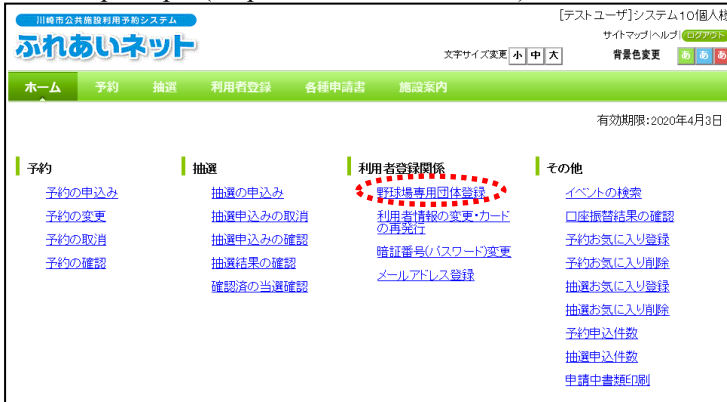 川崎市公共施設利用予約システム
ふれあいネット
[テストユーザ]システム10個人様
サイトマップ|ヘルプ|ログアウト
文字サイズ変更 小 中 大 背景色変更 あ あ あ
ホーム 予約 抽選 利用者登録 各種申請書 施設案内
有効期限:2020年4月3日
予約
予約の申込み
予約の変更
予約の取消
予約の確認
抽選
抽選の申込み
抽選申込みの取消
抽選申込みの確認
抽選結果の確認
確認済の当選確認
利用者登録関係
野球場専用団体登録
利用者情報の変更・カード
の再発行
暗証番号(パスワード)変更
メールアドレス登録
その他
イベントの検索
口座振替結果の確認
予約お気に入り登録
予約お気に入り削除
抽選お気に入り登録
抽選お気に入り削除
予約申込件数
抽選申込件数
申請中書類印刷